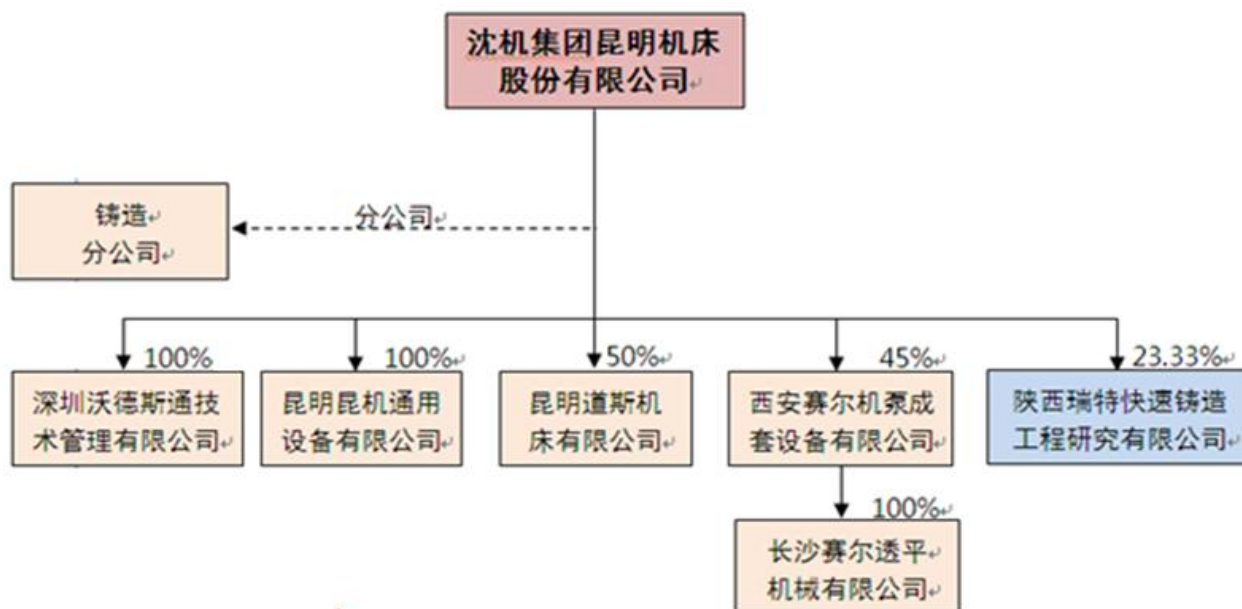 沈机集团昆明机床
股份有限公司
铸造
分公司
分公司
100%
100%
50%
45%
23.33%
深圳沃德斯通技
术管理有限公司
昆明昆机通用
设备有限公司
昆明道斯机
床有限公司
西安赛尔机泵成
套设备有限公司
陕西瑞特快速铸造
工程研究有限公司
100%
长沙赛尔透平
机械有限公司